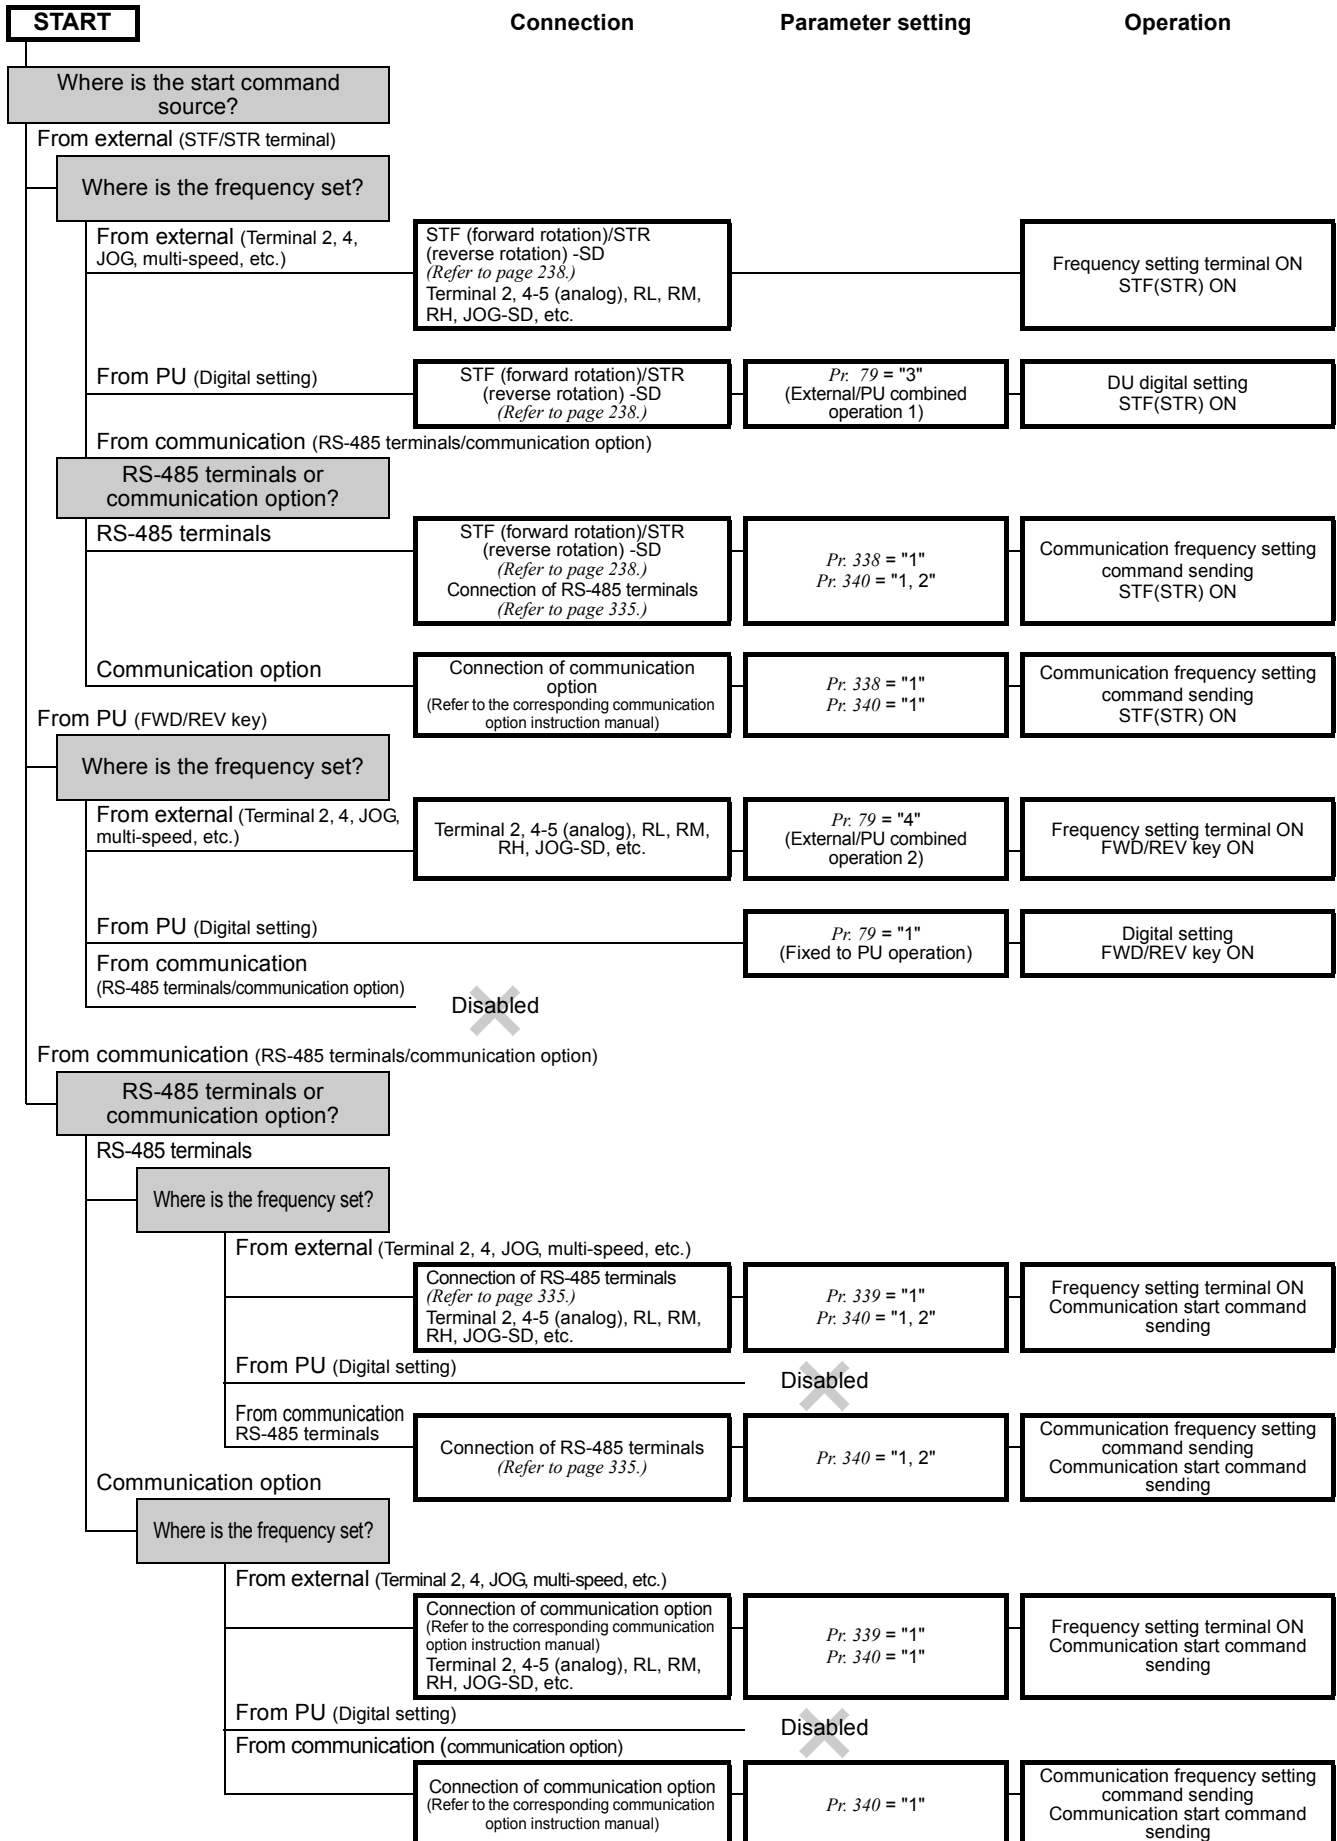 START
Connection
Parameter setting
Operation
Where is the start command
source?
From external (STF/STR terminal)
Where is the frequency set?
From external (Terminal 2, 4,
JOG, multi-speed, etc.)
STF (forward rotation)/STR
(reverse rotation) -SD
(Refer to page 238.)
Terminal 2, 4-5 (analog), RL, RM,
RH, JOG-SD, etc.
Frequency setting terminal ON
STF(STR) ON
From PU (Digital setting)
STF (forward rotation)/STR
(reverse rotation) -SD
(Refer to page 238.)
Pr. 79 = "3"
(External/PU combined
operation 1)
DU digital setting
STF(STR) ON
From communication (RS-485 terminals/communication option)
RS-485 terminals or
communication option?
RS-485 terminals
STF (forward rotation)/STR
(reverse rotation) -SD
(Refer to page 238.)
Connection of RS-485 terminals
(Refer to page 335.)
Pr. 338 = "1"
Pr. 340 = "1, 2"
Communication frequency setting
command sending
STF(STR) ON
Communication option
Connection of communication
option
(Refer to the corresponding communication
option instruction manual)
Pr. 338 = "1"
Pr. 340 = "1"
Communication frequency setting
command sending
STF(STR) ON
From PU (FWD/REV key)
Where is the frequency set?
From external (Terminal 2, 4, JOG,
multi-speed, etc.)
Terminal 2, 4-5 (analog), RL, RM,
RH, JOG-SD, etc.
Pr. 79 = "4"
(External/PU combined
operation 2)
Frequency setting terminal ON
FWD/REV key ON
From PU (Digital setting)
Pr. 79 = "1"
(Fixed to PU operation)
Digital setting
FWD/REV key ON
From communication
(RS-485 terminals/communication option)
Disabled
From communication (RS-485 terminals/communication option)
RS-485 terminals or
communication option?
RS-485 terminals
Where is the frequency set?
From external (Terminal 2, 4, JOG, multi-speed, etc.)
Connection of RS-485 terminals
(Refer to page 335.)
Terminal 2, 4-5 (analog), RL, RM,
RH, JOG-SD, etc.
Pr. 339 = "1"
Pr. 340 = "1, 2"
Frequency setting terminal ON
Communication start command
sending
From PU (Digital setting)
Disabled
From communication
RS-485 terminals
Connection of RS-485 terminals
(Refer to page 335.)
Pr. 340 = "1, 2"
Communication frequency setting
command sending
Communication start command
sending
Communication option
Where is the frequency set?
From external (Terminal 2, 4, JOG, multi-speed, etc.)
Connection of communication option
(Refer to the corresponding communication
option instruction manual)
Terminal 2, 4-5 (analog), RL, RM,
RH, JOG-SD, etc.
Pr. 339 = "1"
Pr. 340 = "1"
Frequency setting terminal ON
Communication start command
sending
From PU (Digital setting)
Disabled
From communication (communication option)
Connection of communication option
(Refer to the corresponding communication
option instruction manual)
Pr. 340 = "1"
Communication frequency setting
command sending
Communication start command
sending